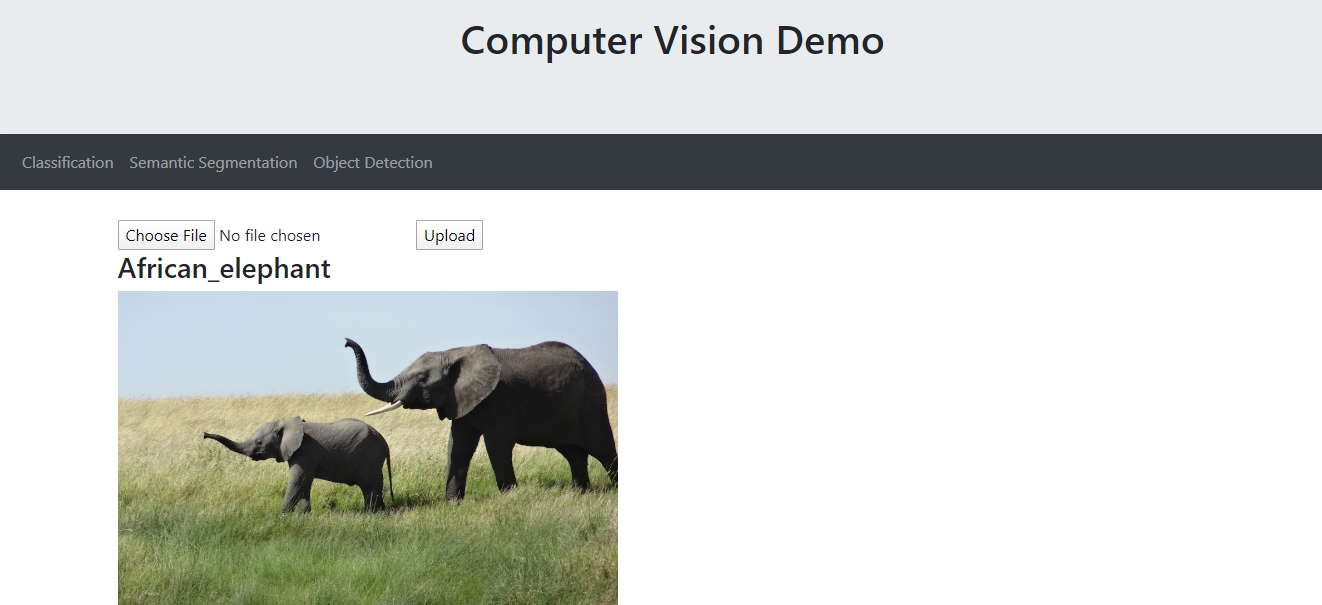 Computer Vision Demo
Classification Semantic Segmentation Object Detection
Choose File No file chosen Upload
African_elephant